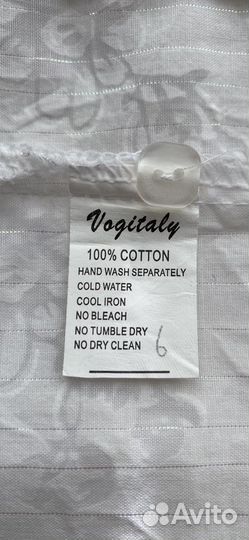 Vogitaly
100% COTTON
HAND WASH SEPARATELY
COLD WATER
COOL IRON
NO BLEACH
NO TUMBLE DRY
NO DRY CLEAN 6
Avito